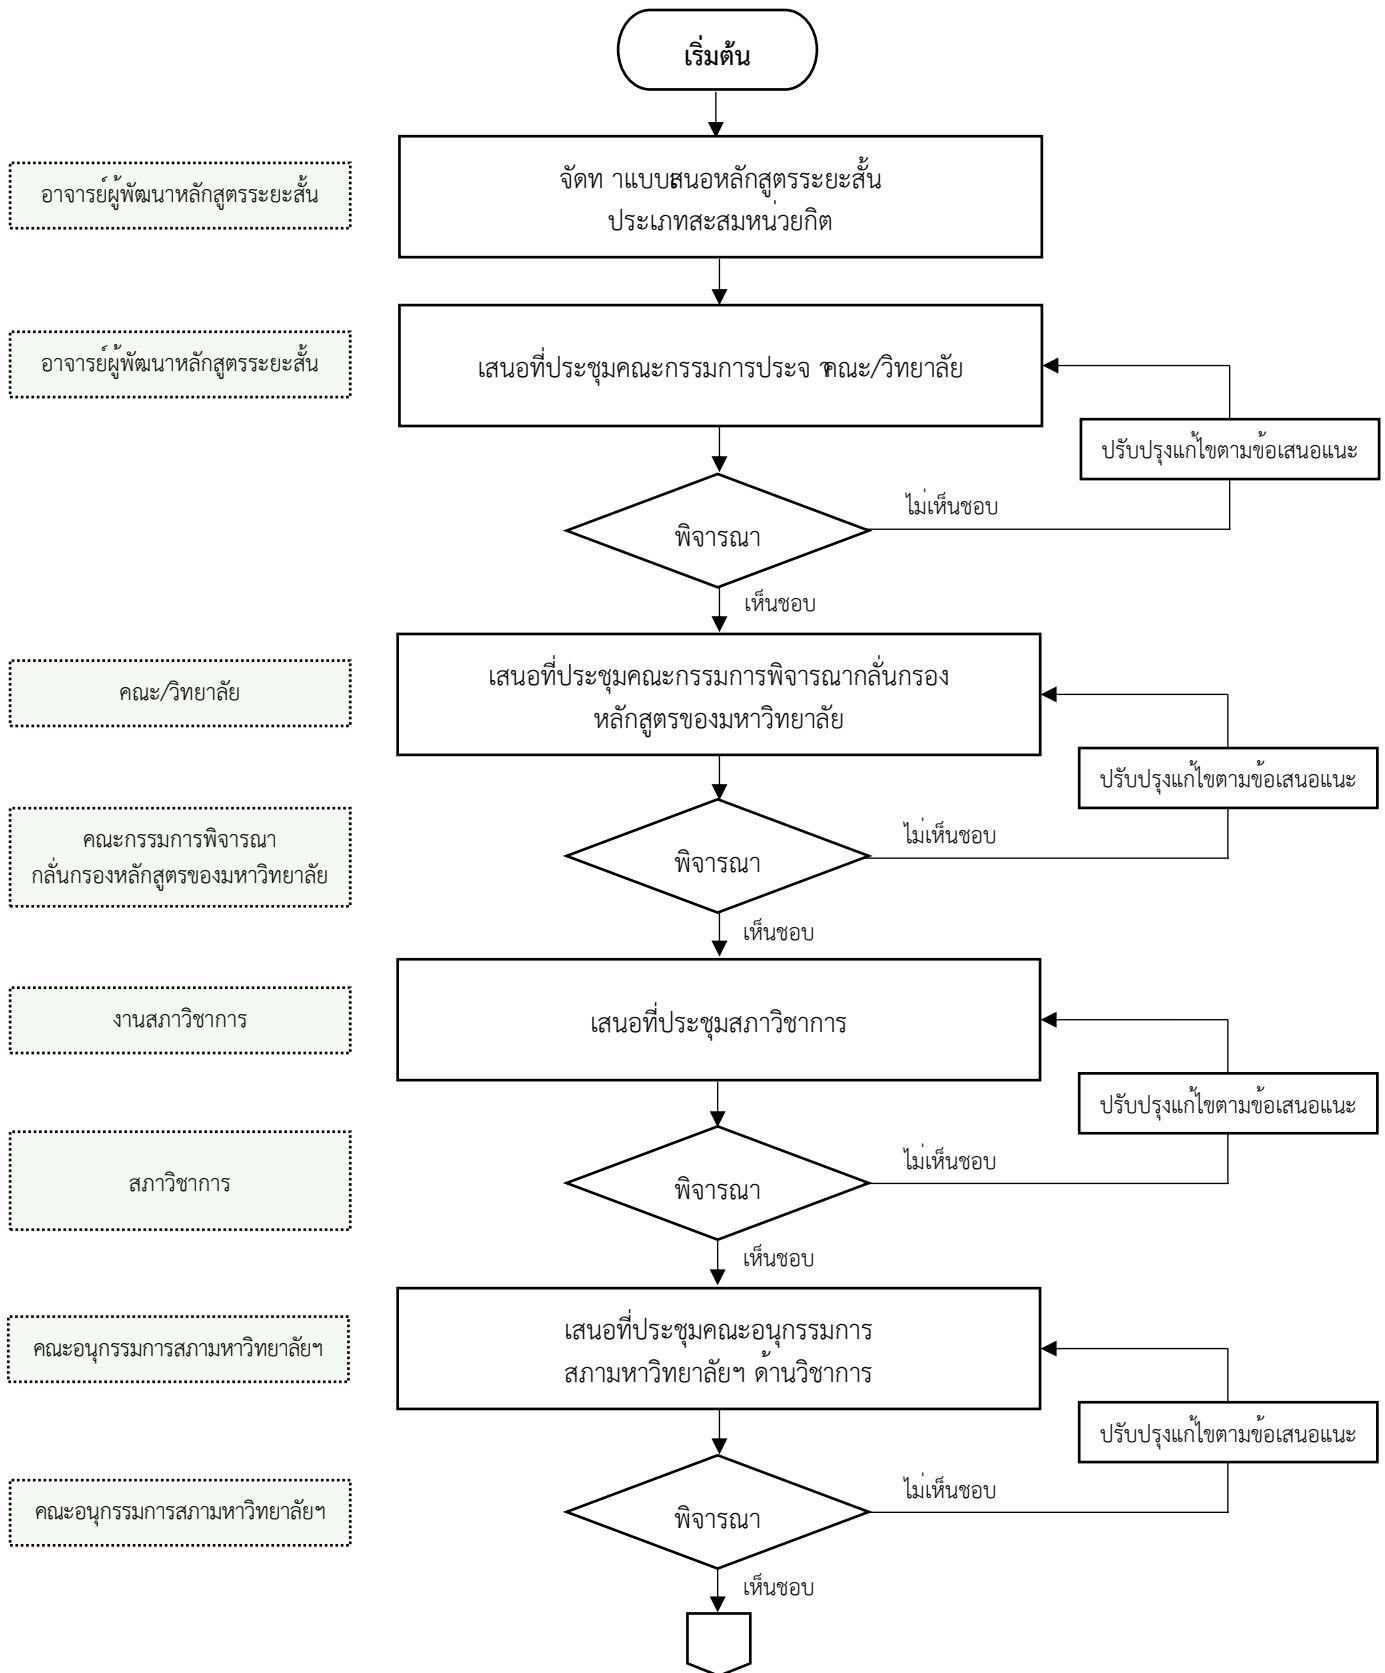 เริ่มต้น
อาจารย์ผู้พัฒนาหลักสูตรระยะสั้น
จัดท าแบบเสนอหลักสูตรระยะสั้น
ประเภทสะสมหน่วยกิต
อาจารย์ผู้พัฒนาหลักสูตรระยะสั้น
เสนอที่ประชุมคณะกรรมการประจ าคณะ/วิทยาลัย
ปรับปรุงแก้ไขตามข้อเสนอแนะ
ไม่เห็นชอบ
พิจารณา
เห็นชอบ
คณะ/วิทยาลัย
เสนอที่ประชุมคณะกรรมการพิจารณากลั่นกรอง
หลักสูตรของมหาวิทยาลัย
ปรับปรุงแก้ไขตามข้อเสนอแนะ
คณะกรรมการพิจารณา
กลั่นกรองหลักสูตรของมหาวิทยาลัย
ไม่เห็นชอบ
พิจารณา
เห็นชอบ
งานสภาวิชาการ
เสนอที่ประชุมสภาวิชาการ
ปรับปรุงแก้ไขตามข้อเสนอแนะ
ไม่เห็นชอบ
สภาวิชาการ
พิจารณา
เห็นชอบ
คณะอนุกรรมการสภามหาวิทยาลัยฯ
เสนอที่ประชุมคณะอนุกรรมการ
สภามหาวิทยาลัยฯ ด้านวิชาการ
ปรับปรุงแก้ไขตามข้อเสนอแนะ
ไม่เห็นชอบ
คณะอนุกรรมการสภามหาวิทยาลัยฯ
พิจารณา
เห็นชอบ